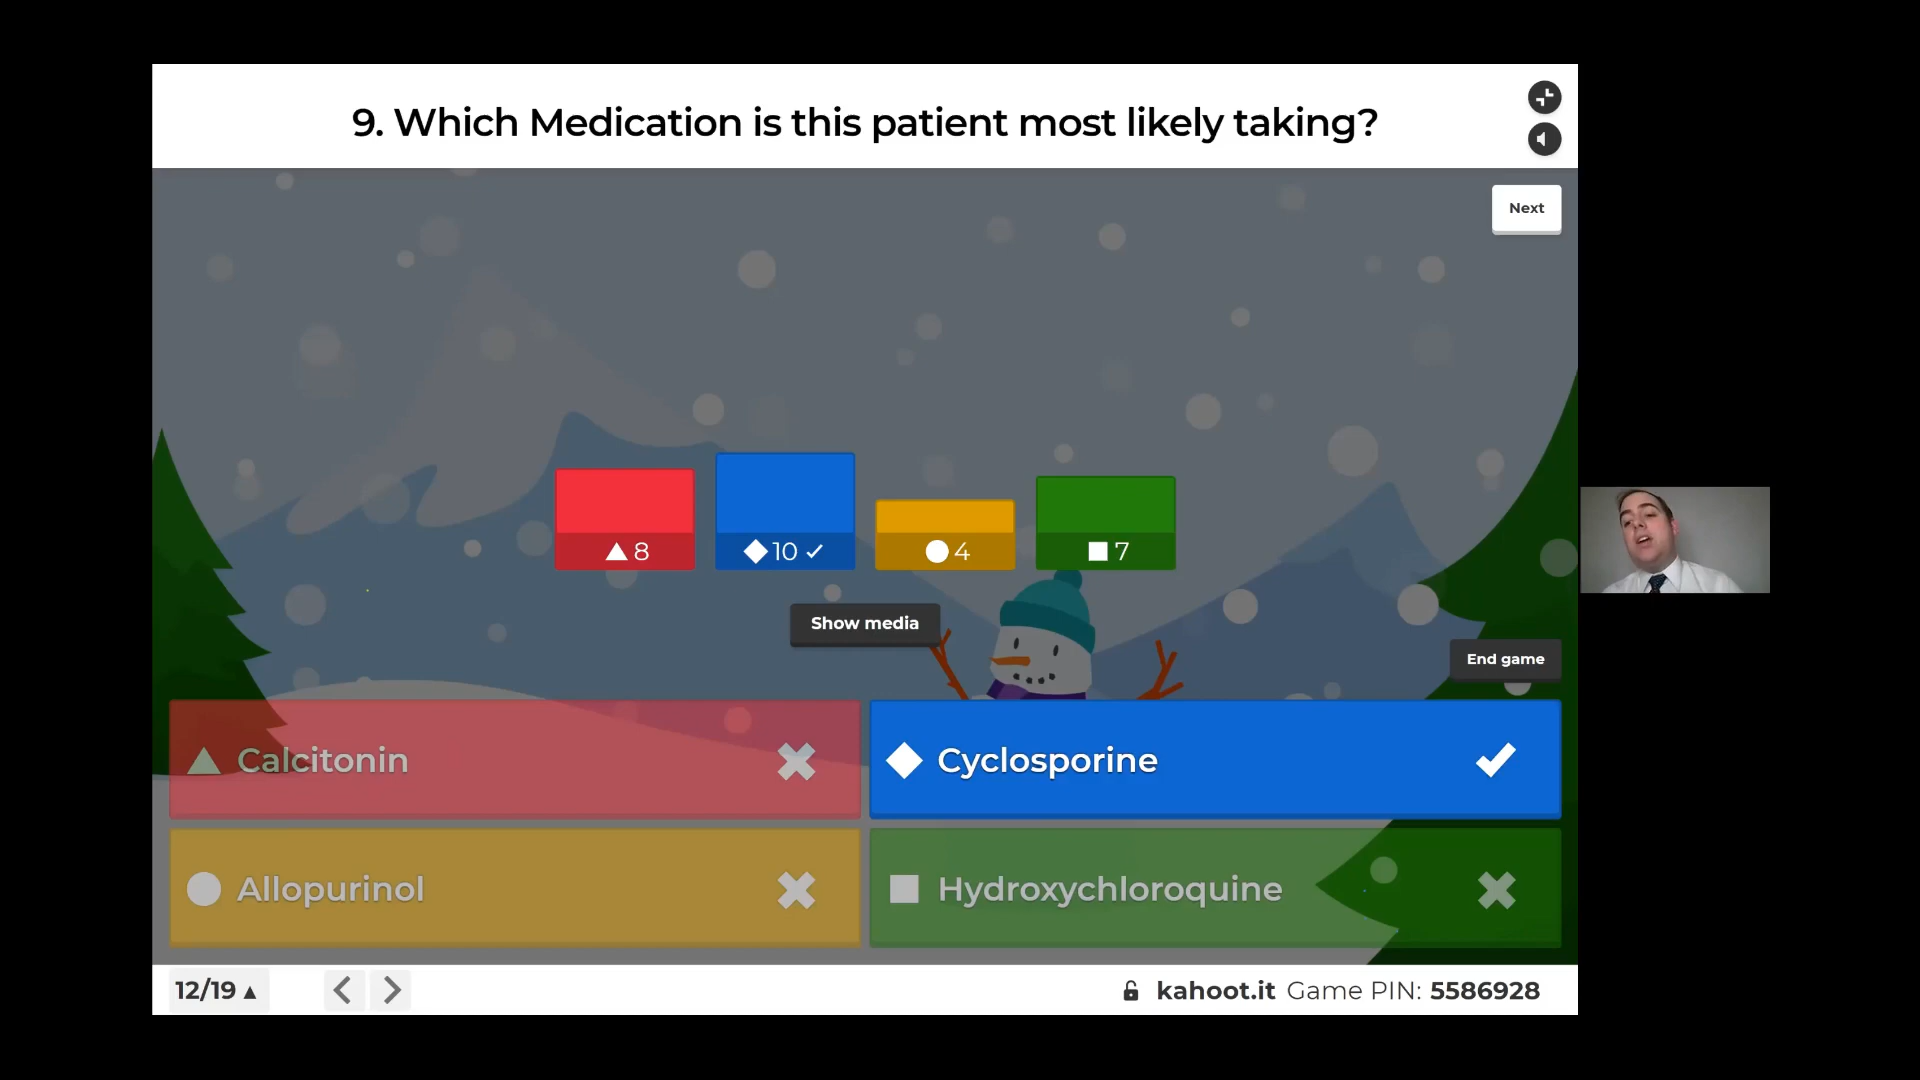 9. Which Medication is this patient most likely taking?
Next
8
10
4
7
Show media
End game
Calcitonin
Cyclosporine
Allopurinol
Hydroxychloroquine
12/19
kahoot.it Game PIN: 5586928